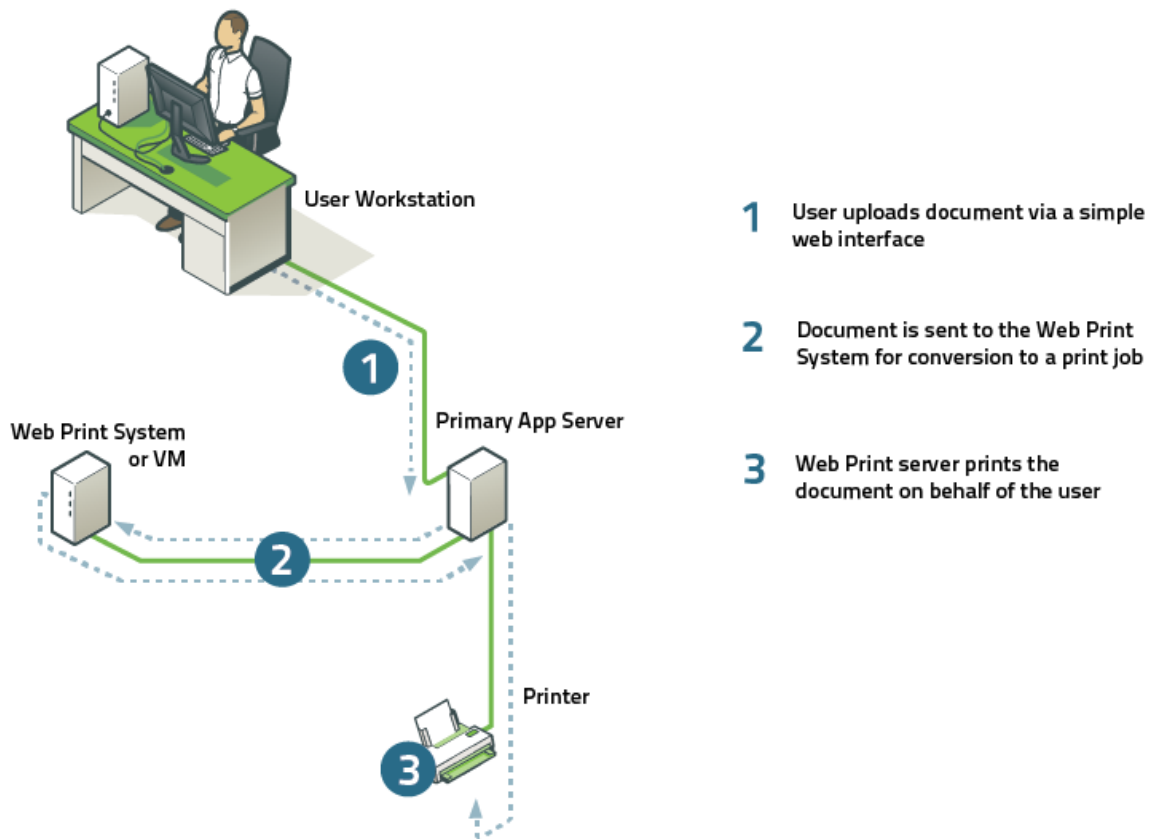 User Workstation
1 User uploads document via a simple
web interface
2 Document is sent to the Web Print
System for conversion to a print job
1
Primary App Server
Web Print System
or VM
3 Web Print server prints the
document on behalf of the user
2
Printer
3